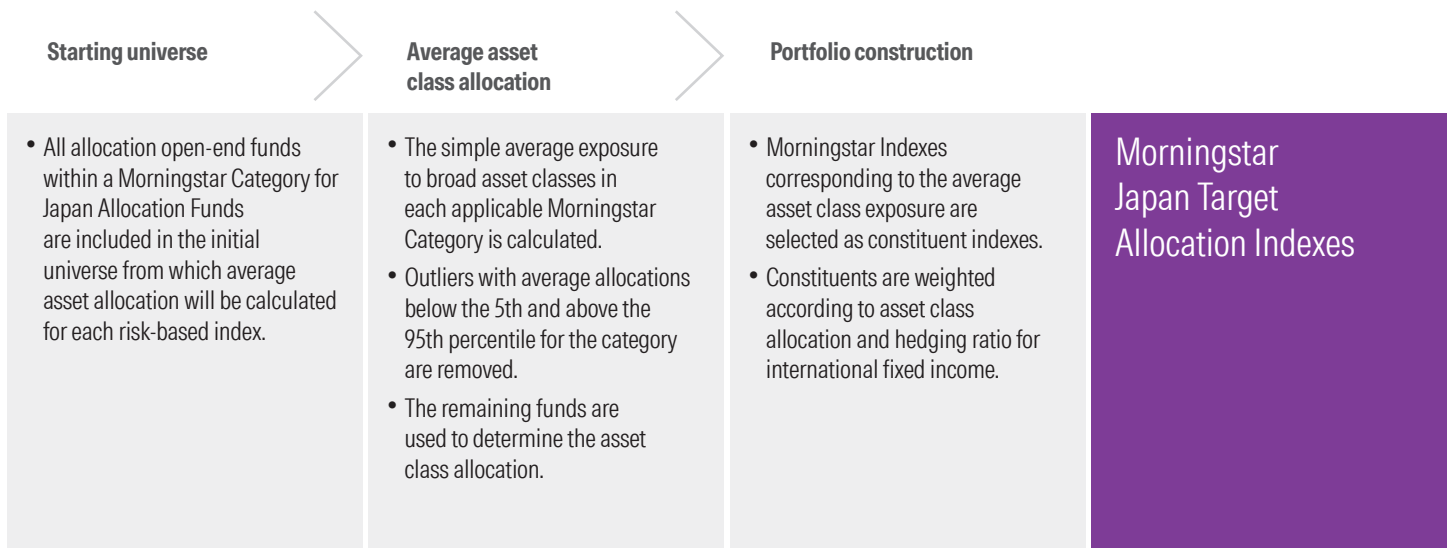 Starting universe
Average asset
class allocation
Portfolio construction
• All allocation open-end funds
within a Morningstar Category for
Japan Allocation Funds
are included in the initial
universe from which average
asset allocation will be calculated
for each risk-based index.
• The simple average exposure
to broad asset classes in
each applicable Morningstar
Category is calculated.
• Outliers with average allocations
below the 5th and above the
95th percentile for the category
are removed.
• The remaining funds are
used to determine the asset
class allocation.
• Morningstar Indexes
corresponding to the average
asset class exposure are
selected as constituent indexes.
• Constituents are weighted
according to asset class
allocation and hedging ratio for
international fixed income.
Morningstar
Japan Target
Allocation Indexes